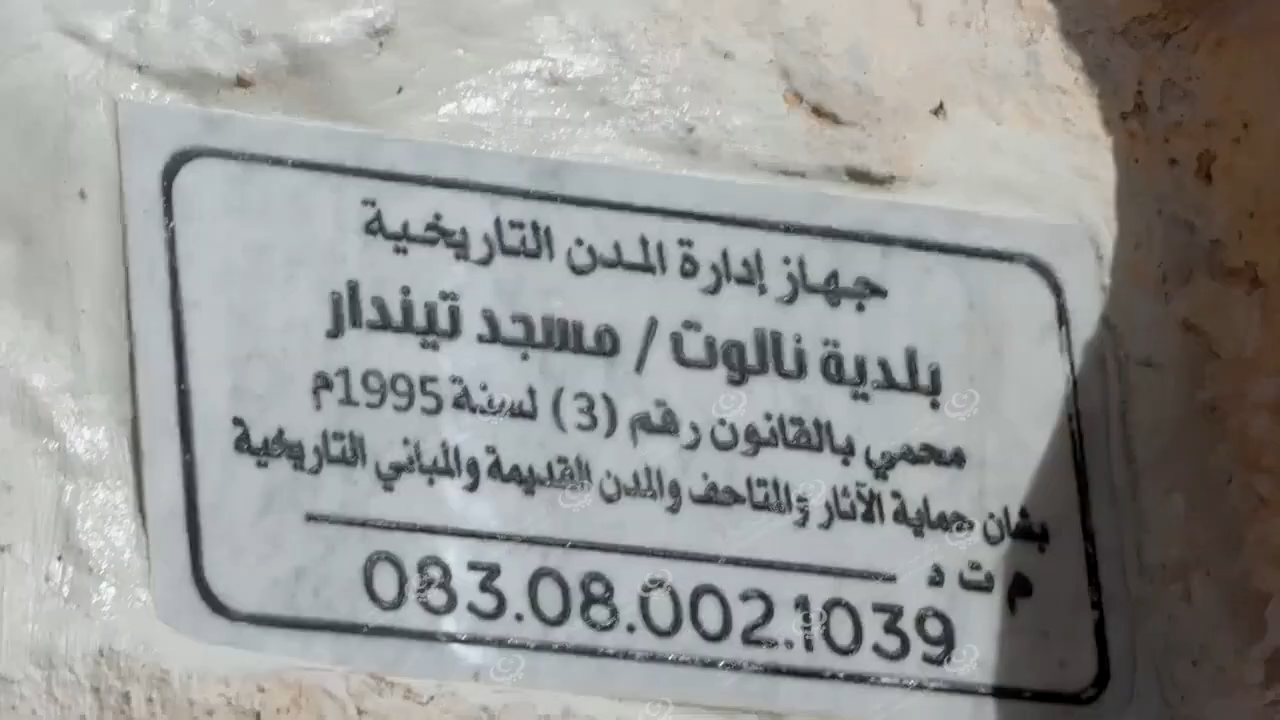 جهاز إدارة المدن التاريخية
بلدية نالوت / مسجد تيندار
محمي بالقانون رقم (3) لسنة 1995م
بشان حماية الآثار والمتاحف والمدن القديمة والمباني التاريخية
م ت د
083.08.002.1039